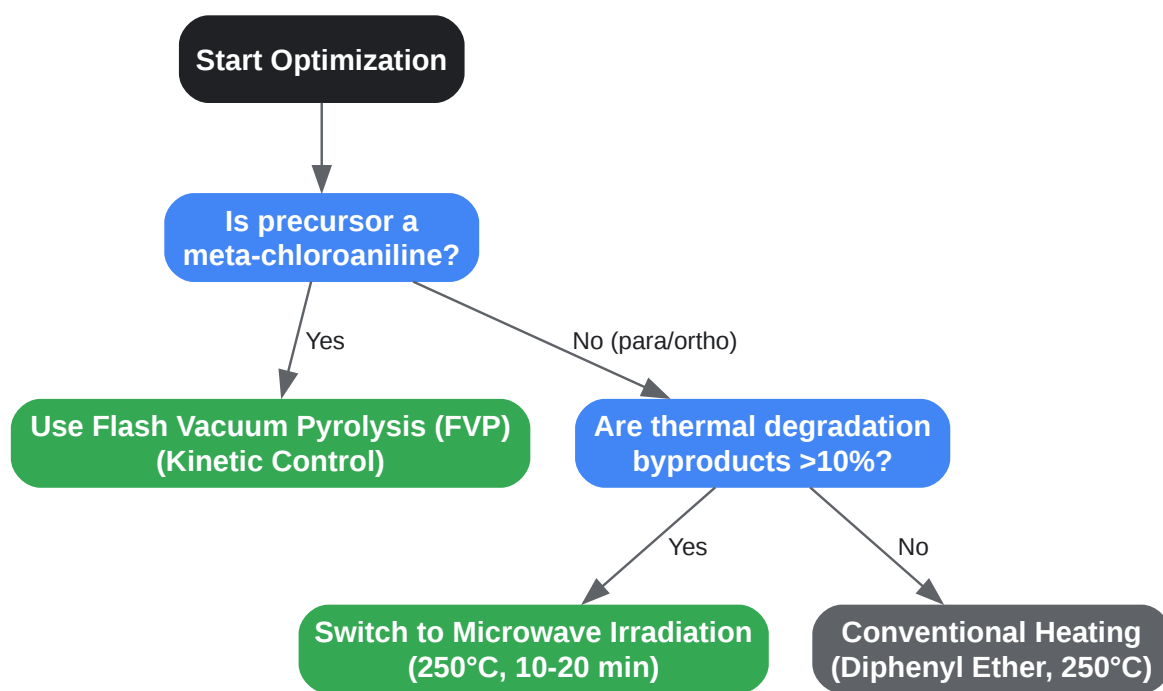 Start Optimization
Is precursor a
meta-chloroaniline?
Yes
No (para/ortho)
Use Flash Vacuum Pyrolysis (FVP)
(Kinetic Control)
Are thermal degradation
byproducts >10%?
Yes
No
Switch to Microwave Irradiation
(250°C, 10-20 min)
Conventional Heating
(Diphenyl Ether, 250°C)